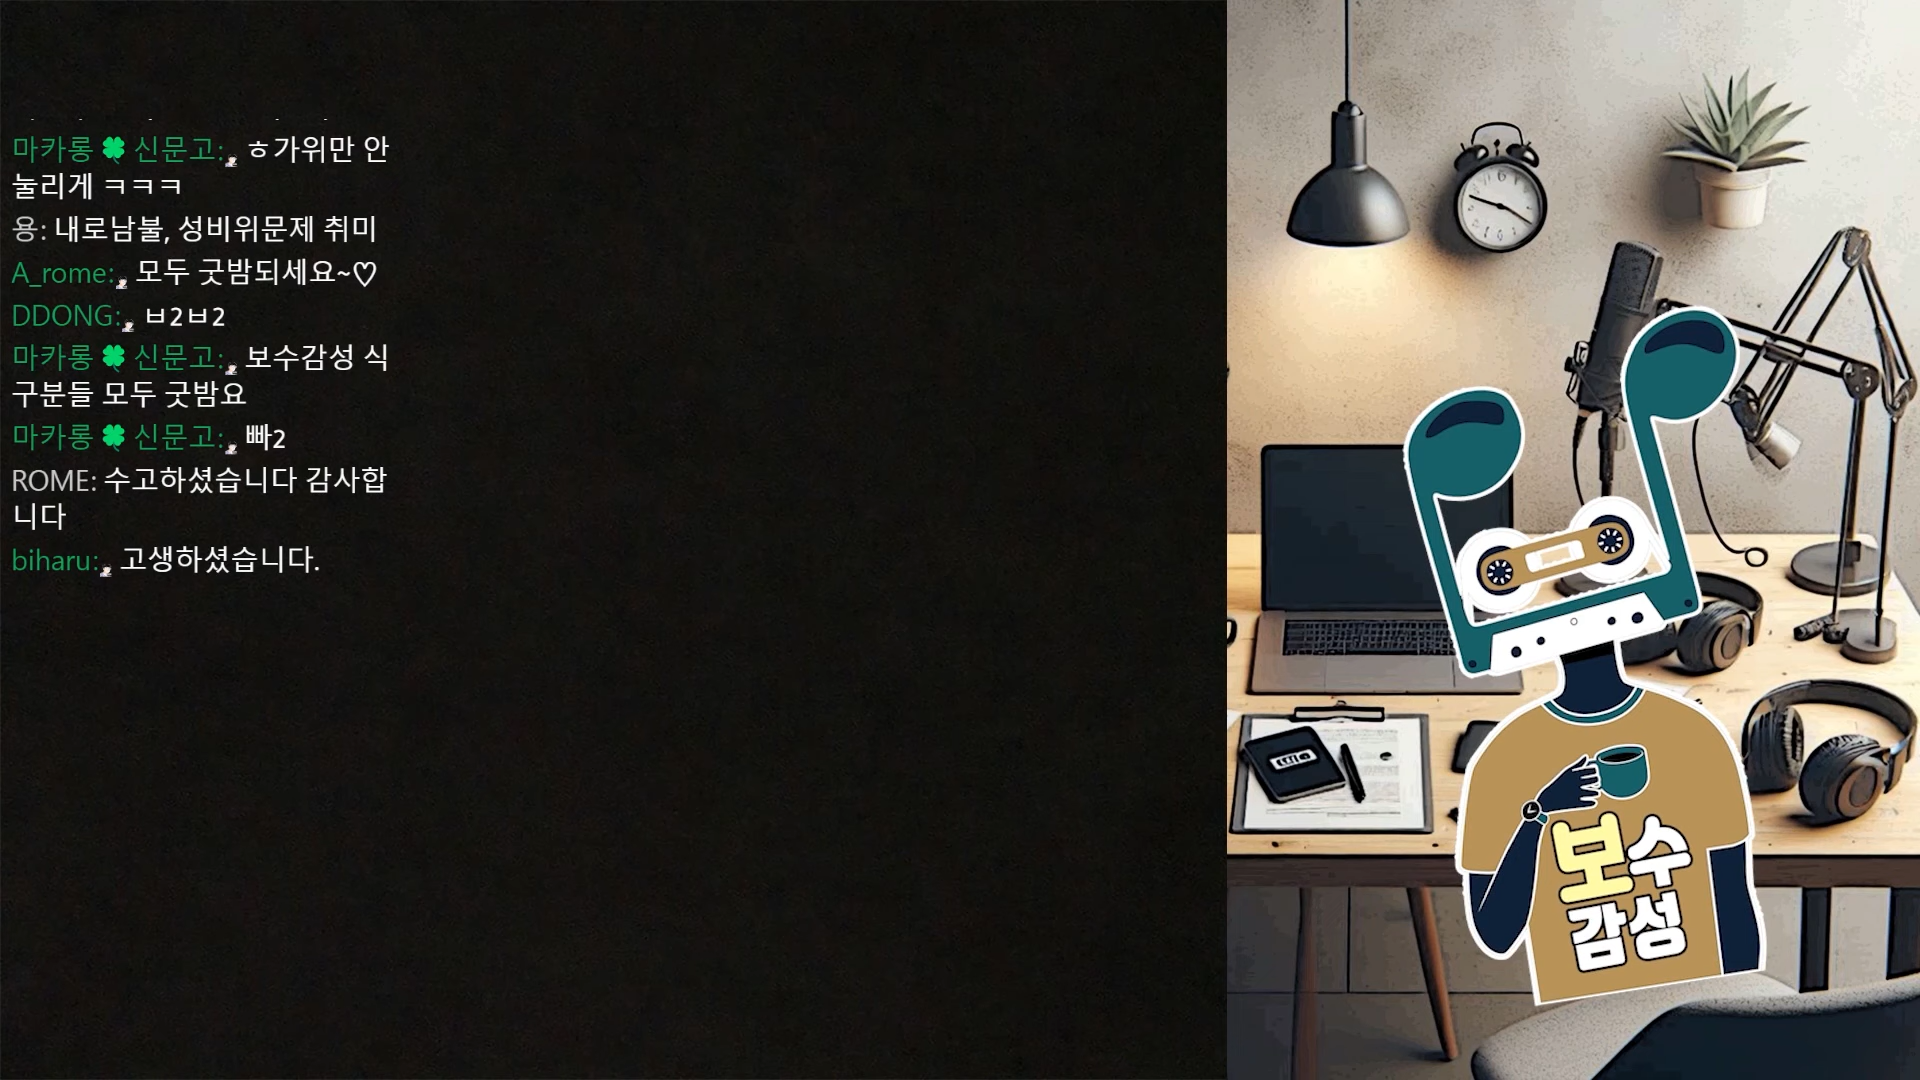 마카롱 🍀 신문고: ㅎ가위만 안
눌리게 ㅋㅋㅋ
용: 내로남불, 성비위문제 취미
A_rome: 모두 굿밤되세요~♡
DDONG: ㅂ2ㅂ2
마카롱 🍀 신문고: 보수감성 식
구분들 모두 굿밤요
마카롱 🍀 신문고: 빠2
ROME: 수고하셨습니다 감사합
니다
biharu: 고생하셨습니다.
보수
감성